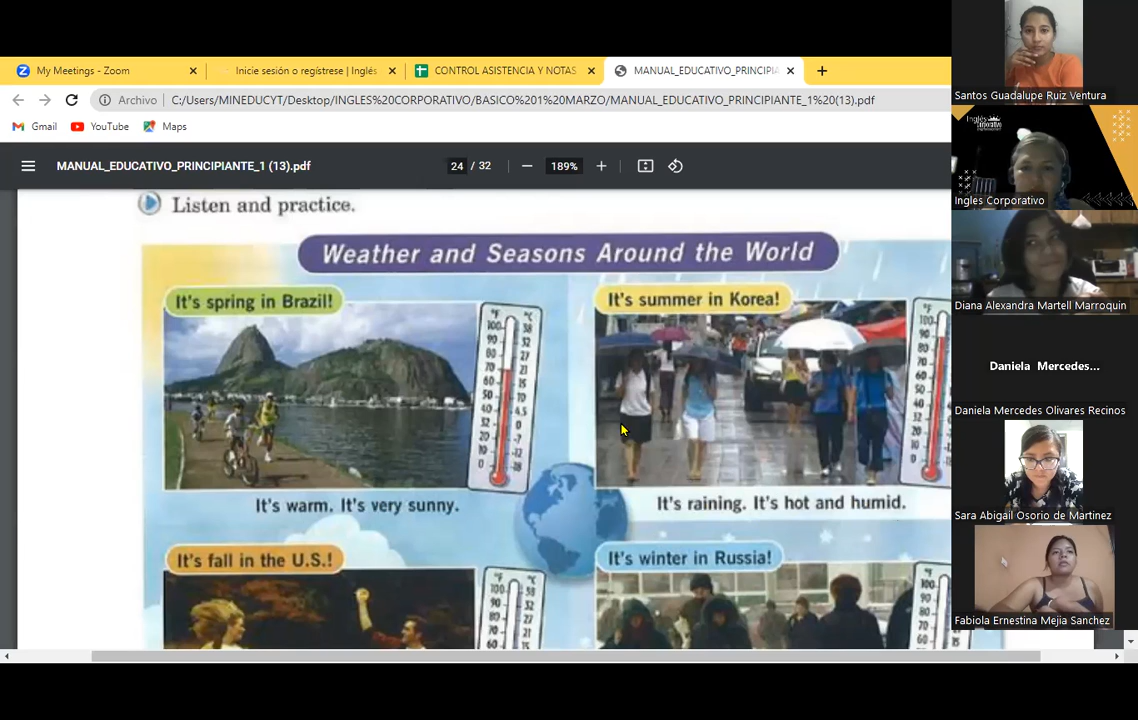 My Meetings - Zoom
Inicie sesión o regístrese | Inglés
CONTROL ASISTENCIA Y NOTAS
MANUAL_EDUCATIVO_PRINCIPIA
Archivo
C:/Users/MINEDUCYT/Desktop/INGLES%20CORPORATIVO/BASICO%201%20MARZO/MANUAL_EDUCATIVO_PRINCIPIANTE_1%20(13).pdf
Gmail
YouTube
Maps
MANUAL_EDUCATIVO_PRINCIPIANTE_1 (13).pdf
24 / 32
189%
Listen and practice.
Weather and Seasons Around the World
It's spring in Brazil!
It's summer in Korea!
It's warm. It's very sunny.
It's raining. It's hot and humid.
It's fall in the U.S.!
It's winter in Russia!
Santos Guadalupe Ruiz Ventura
Inglés
Ingles Corporativo
Diana Alexandra Martell Marroquin
Daniela Mercedes...
Daniela Mercedes Olivares Recinos
Sara Abigail Osorio de Martinez
Fabiola Ernestina Mejia Sanchez